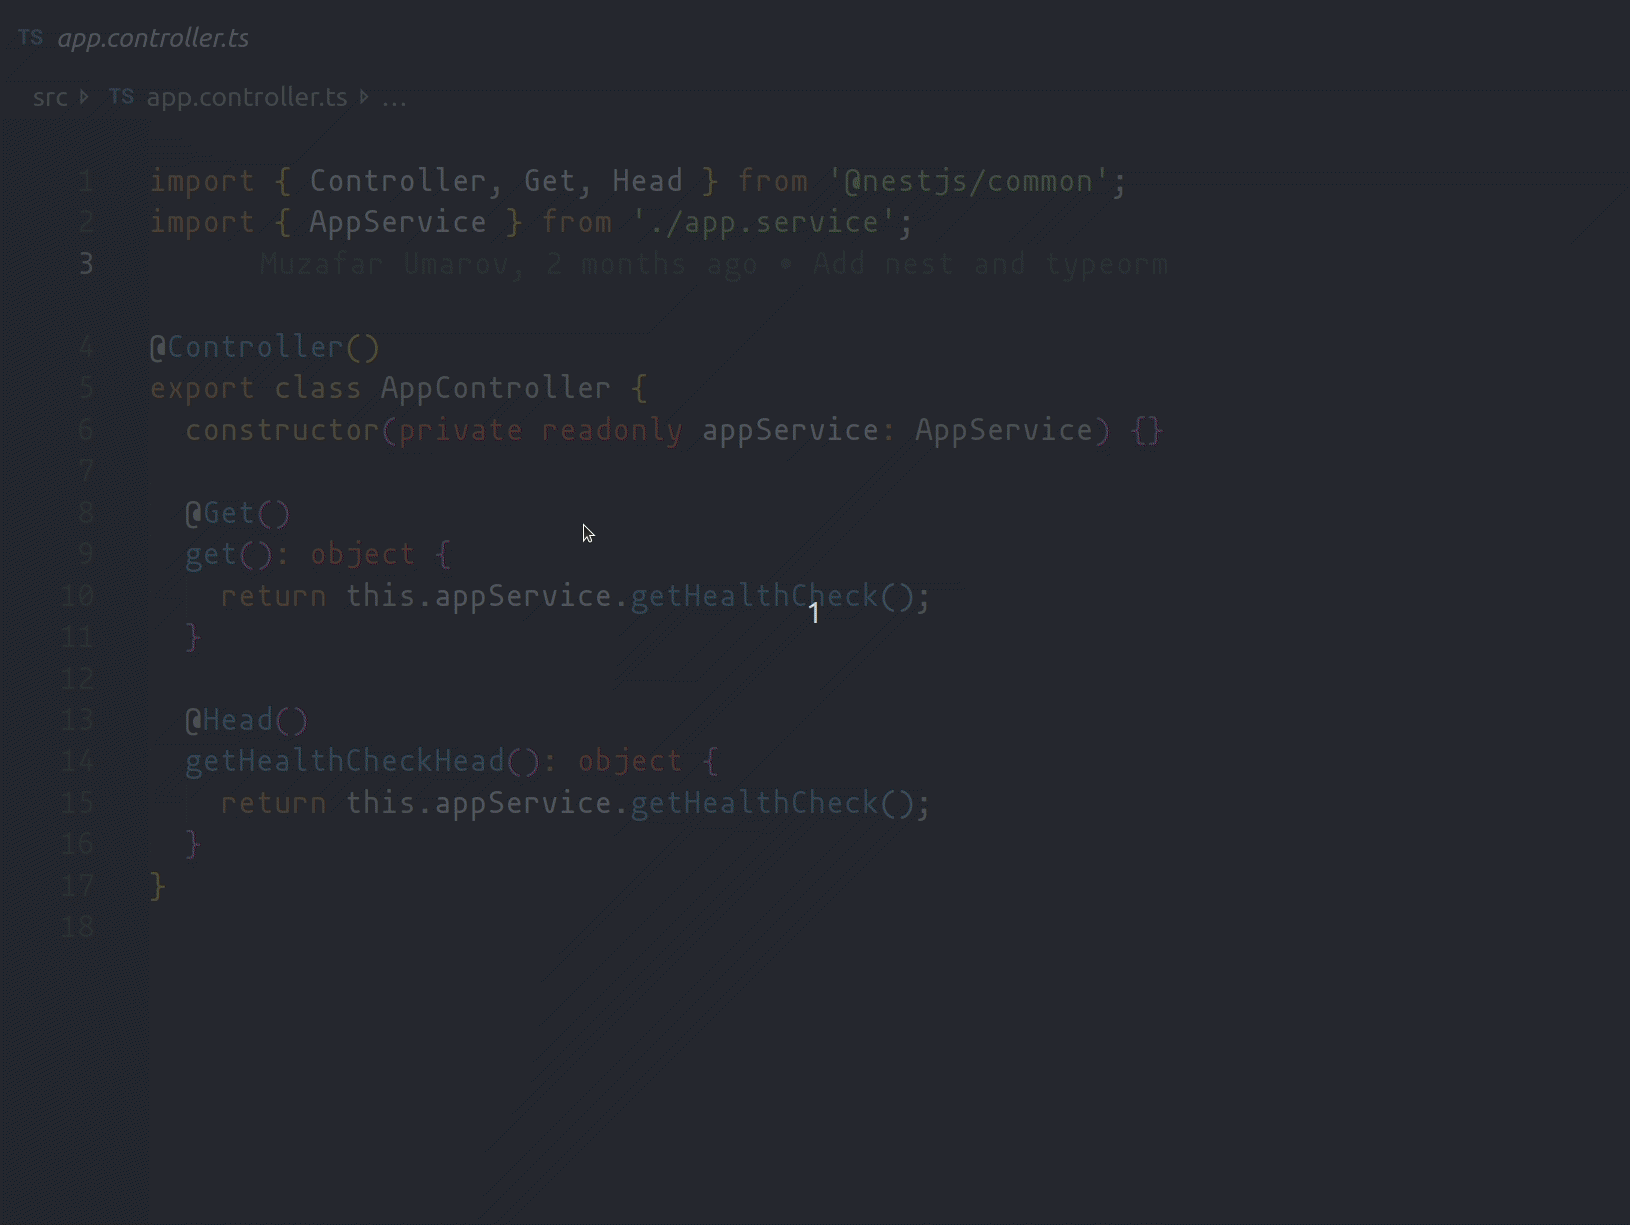 TS app.controller.ts
src ▹ TS app.controller.ts ▹ ...
1 import { Controller, Get, Head } from '@nestjs/common';
2 import { AppService } from './app.service';
3 Muzafar Umarov, 2 months ago • Add nest and typeorm
4 @Controller()
5 export class AppController {
6 constructor(private readonly appService: AppService) {}
7
8 @Get()
9 get(): object {
10 return this.appService.getHealthCheck();
1
11 }
12
13 @Head()
14 getHealthCheckHead(): object {
15 return this.appService.getHealthCheck();
16 }
17 }
18